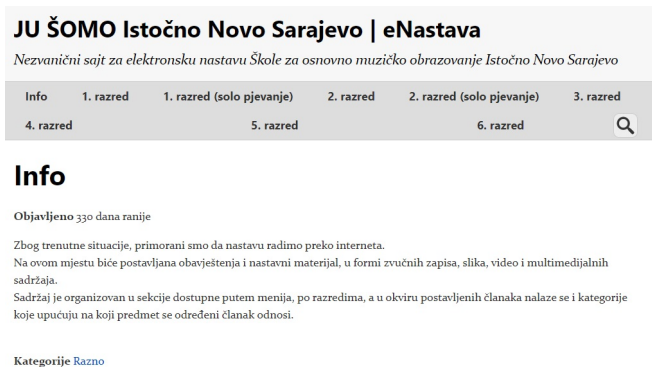 JU ŠOMO Istočno Novo Sarajevo | eNastava
Nezvanični sajt za elektronsku nastavu Škole za osnovno muzičko obrazovanje Istočno Novo Sarajevo
Info 1. razred 1. razred (solo pjevanje) 2. razred 2. razred (solo pjevanje) 3. razred
4. razred 5. razred 6. razred
Info
Objavljeno 330 dana ranije
Zbog trenutne situacije, primorani smo da nastavu radimo preko interneta.
Na ovom mjestu biće postavljana obavještenja i nastavni materijal, u formi zvučnih zapisa, slika, video i multimedijalnih
sadržaja.
Sadržaj je organizovan u sekcije dostupne putem menija, po razredima, a u okviru postavljenih članaka nalaze se i kategorije
koje upućuju na koji predmet se određeni članak odnosi.
Kategorije Razno